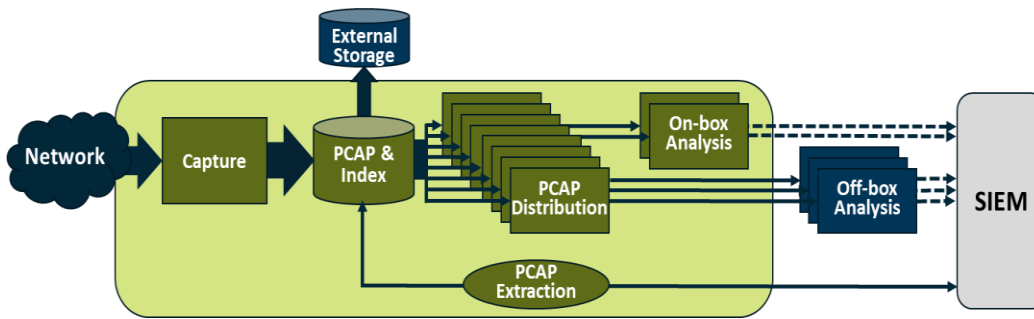 External
Storage
Network
Capture
PCAP &
Index
On-box
Analysis
PCAP
Distribution
Off-box
Analysis
SIEM
PCAP
Extraction